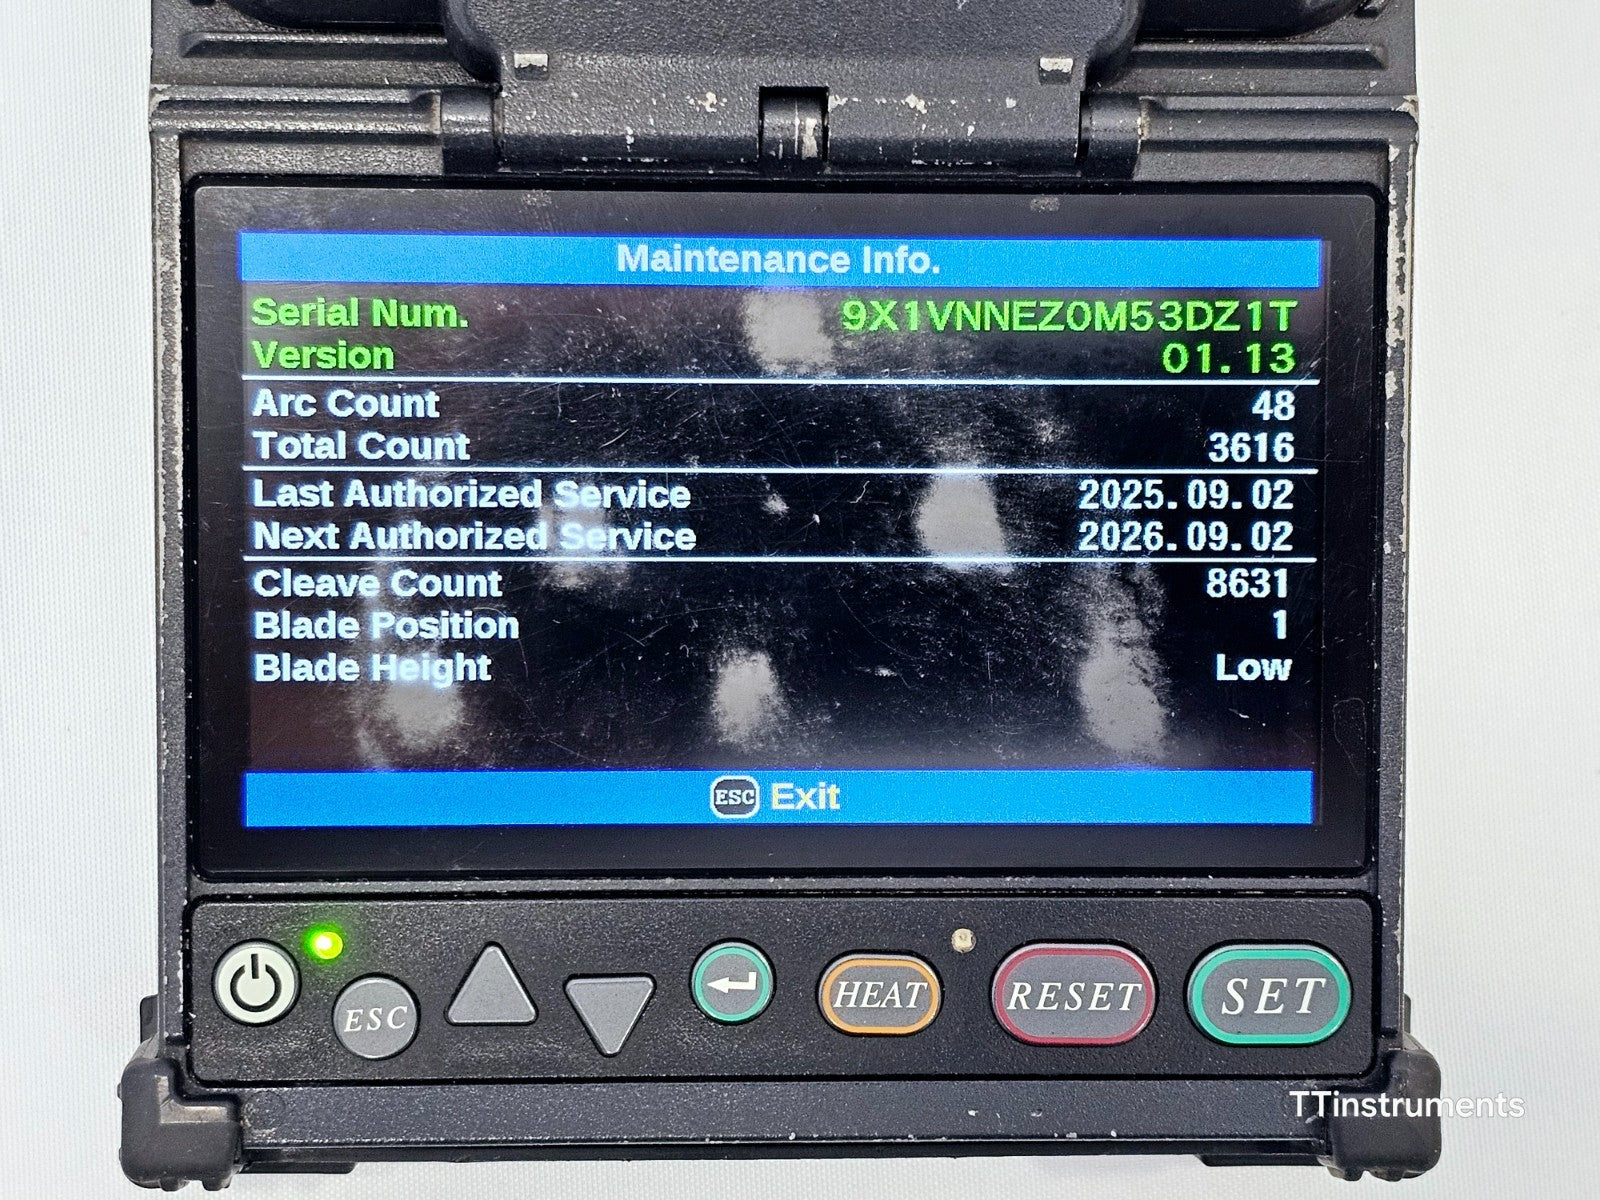 Maintenance Info.
Serial Num. 9X1VNNEZ0M53DZ1T
Version 01.13
Arc Count 48
Total Count 3616
Last Authorized Service 2025.09.02
Next Authorized Service 2026.09.02
Cleave Count 8631
Blade Position 1
Blade Height Low
ESC Exit
ESC HEAT RESET SET
TTinstruments